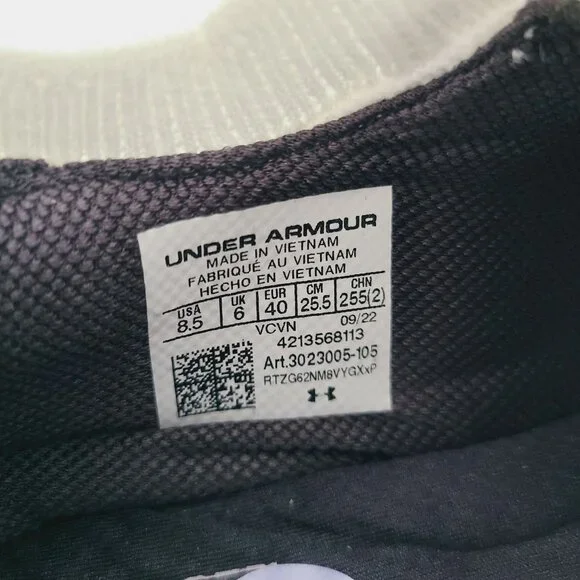 UNDER ARMOUR
MADE IN VIETNAM
FABRIQUÉ AU VIETNAM
HECHO EN VIETNAM
USA UK EUR CM CHN
8.5 6 40 25.5 255(2)
VCVN 09/22
4213568113
Art.3023005-105
RTZG62NM8VYGXxP